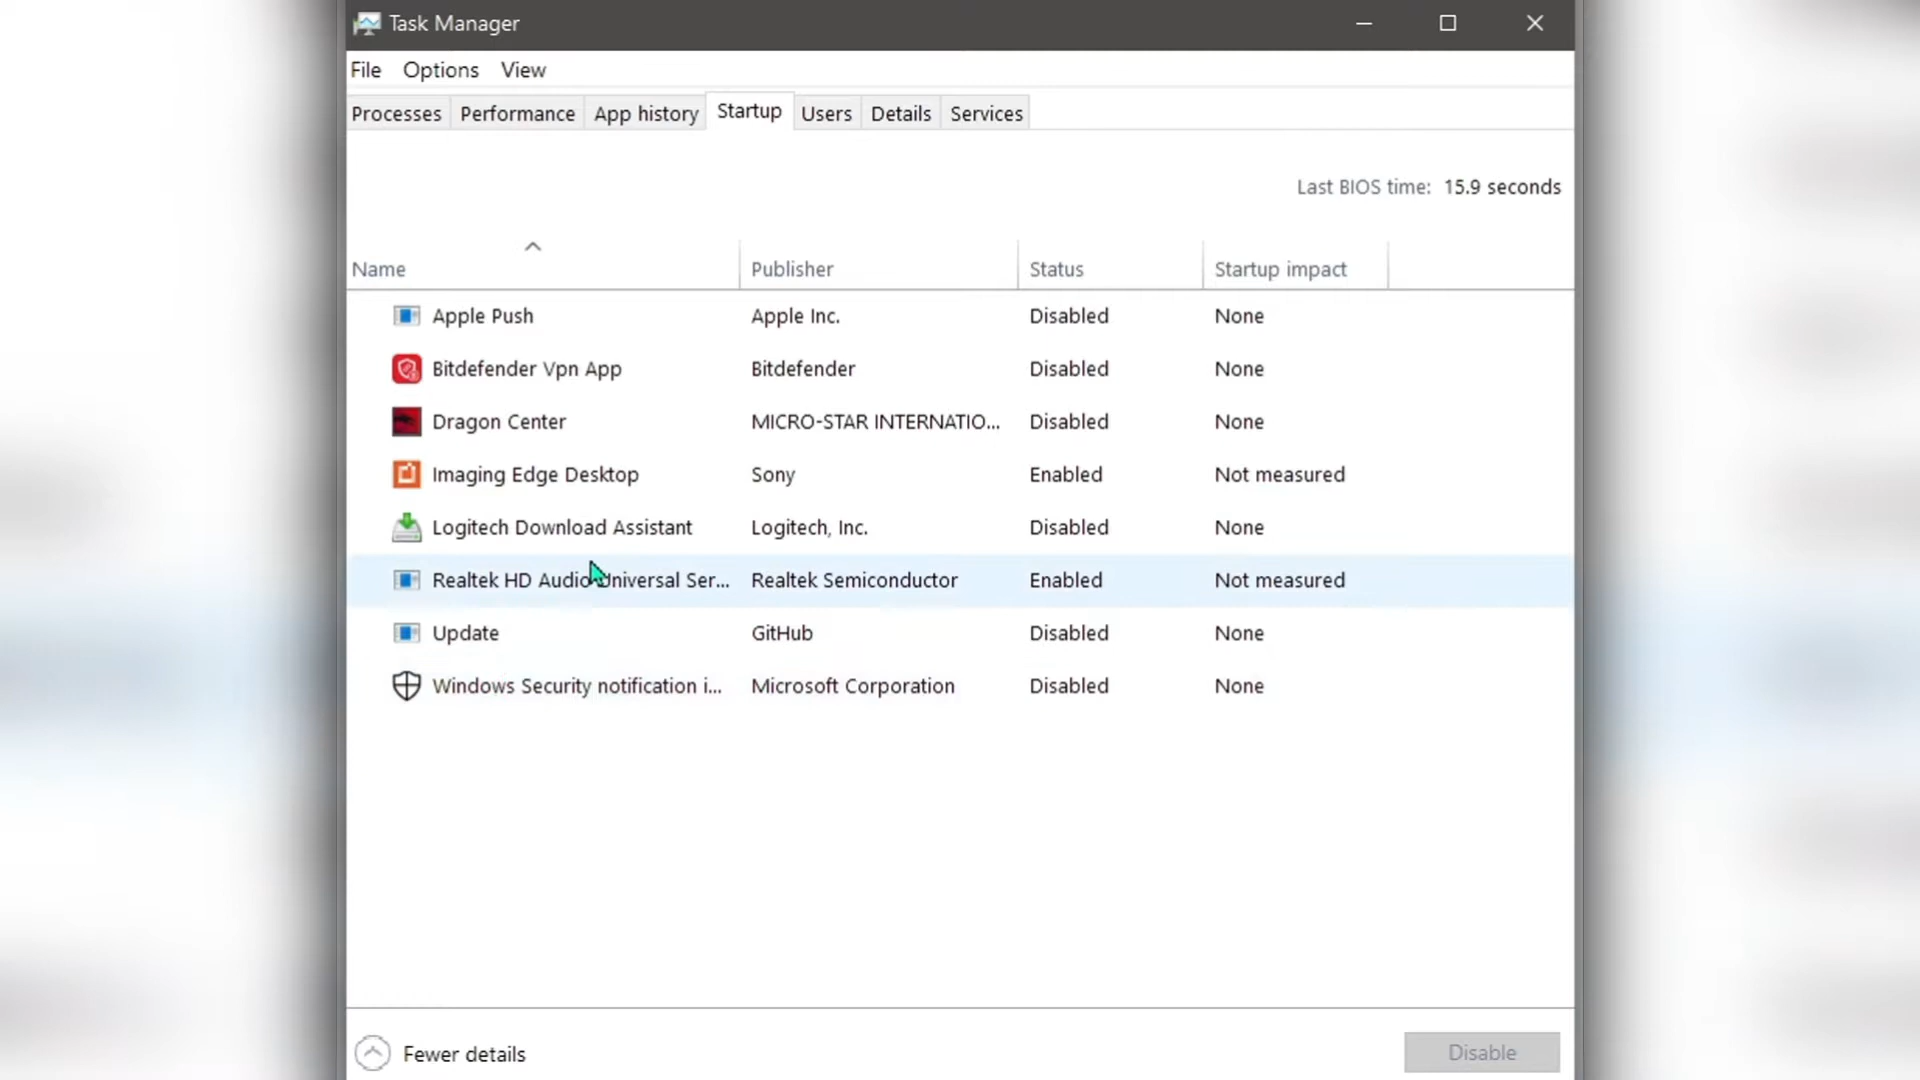 Task Manager
File Options View
Processes Performance App history Startup Users Details Services
Last BIOS time: 15.9 seconds
Name Publisher Status Startup impact
Apple Push Apple Inc. Disabled None
Bitdefender Vpn App Bitdefender Disabled None
Dragon Center MICRO-STAR INTERNATIO... Disabled None
Imaging Edge Desktop Sony Enabled Not measured
Logitech Download Assistant Logitech, Inc. Disabled None
Realtek HD Audio Universal Ser... Realtek Semiconductor Enabled Not measured
Update GitHub Disabled None
Windows Security notification i... Microsoft Corporation Disabled None
Fewer details Disable